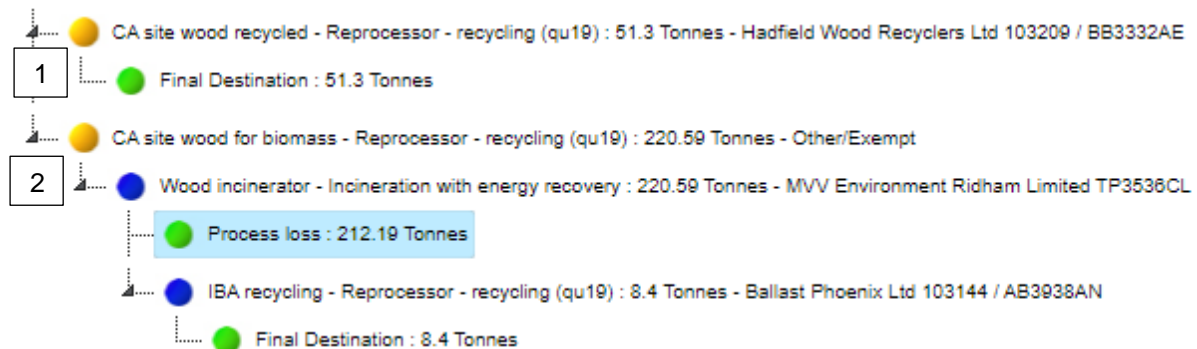 CA site wood recycled - Reprocessor - recycling (qu19) : 51.3 Tonnes - Hadfield Wood Recyclers Ltd 103209 / BB3332AE
1
Final Destination : 51.3 Tonnes
CA site wood for biomass - Reprocessor - recycling (qu19) : 220.59 Tonnes - Other/Exempt
2
Wood incinerator - Incineration with energy recovery : 220.59 Tonnes - MVV Environment Ridham Limited TP3536CL
Process loss : 212.19 Tonnes
IBA recycling - Reprocessor - recycling (qu19) : 8.4 Tonnes - Ballast Phoenix Ltd 103144 / AB3938AN
Final Destination : 8.4 Tonnes